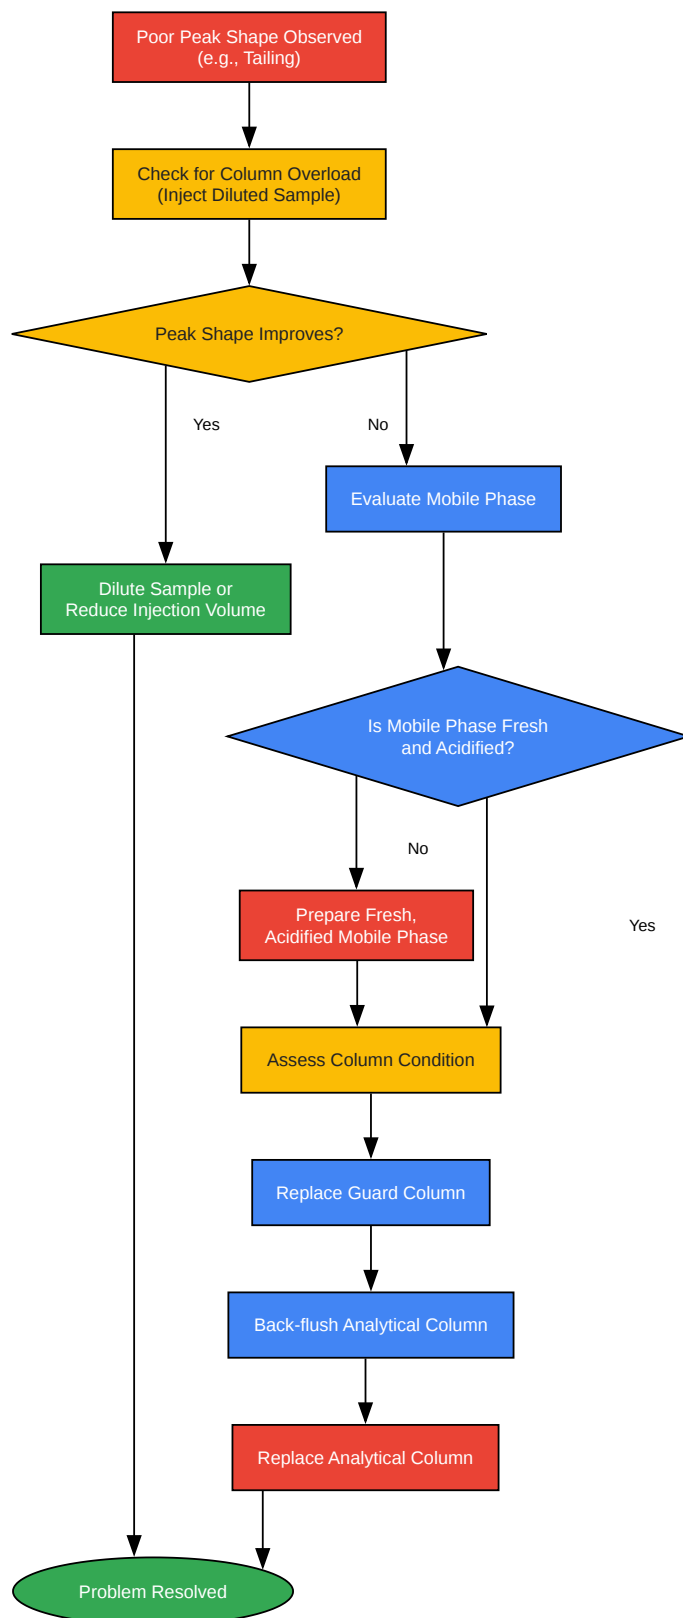 Poor Peak Shape Observed
(e.g., Tailing)
Check for Column Overload
(Inject Diluted Sample)
Peak Shape Improves?
Yes
No
Evaluate Mobile Phase
Dilute Sample or
Reduce Injection Volume
Is Mobile Phase Fresh
and Acidified?
No
Prepare Fresh,
Acidified Mobile Phase
Yes
Assess Column Condition
Replace Guard Column
Back-flush Analytical Column
Replace Analytical Column
Problem Resolved